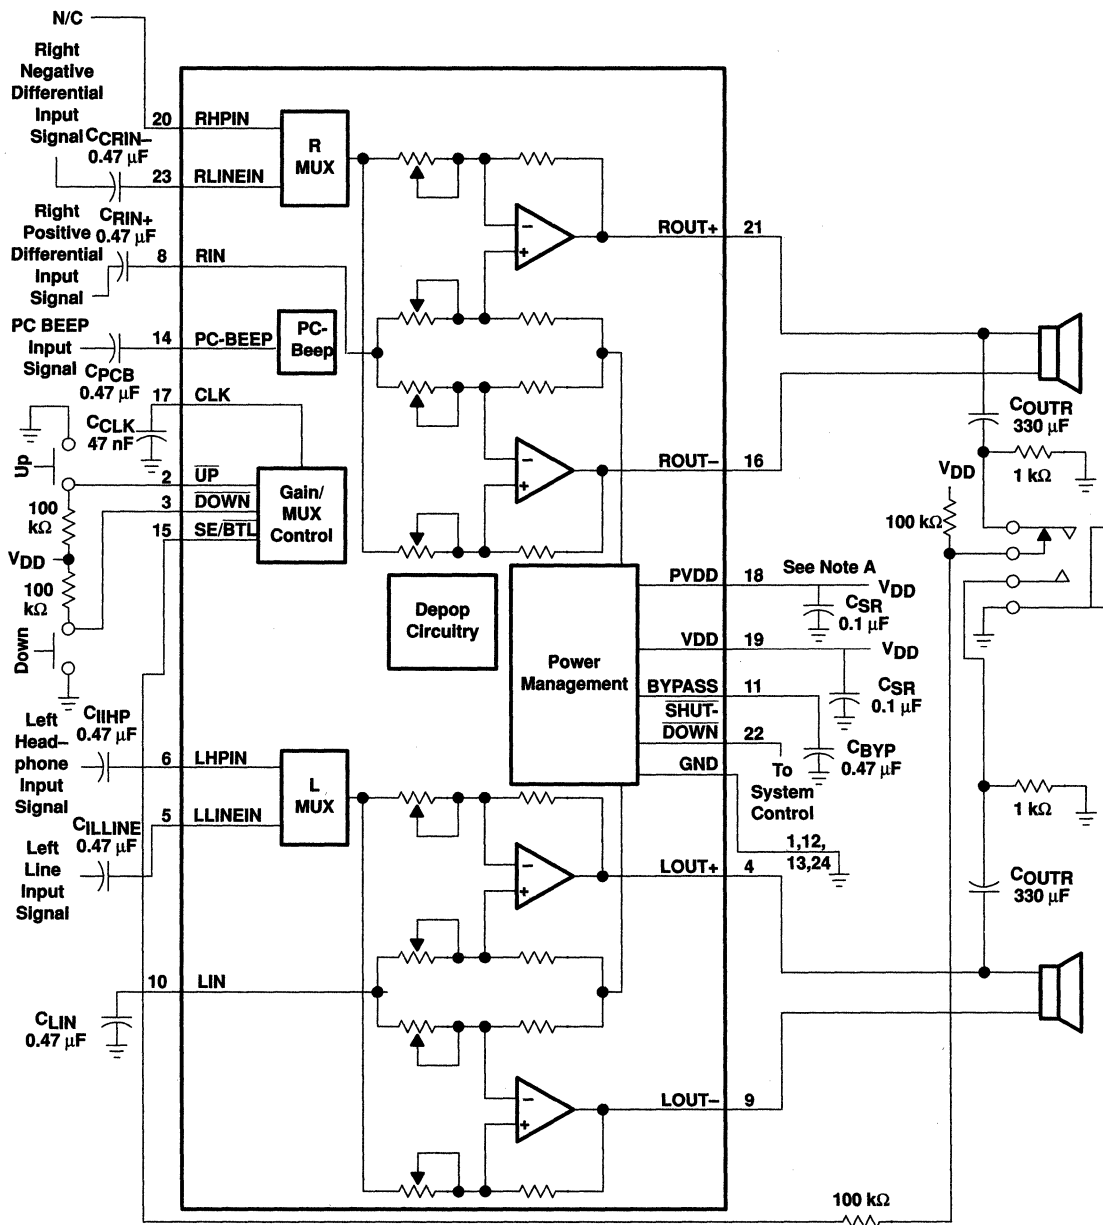 N/C
Right
Negative
Differential
Input
Signal
CCRIN–
0.47 μF
20
RHPIN
R
MUX
23
RLINEIN
Right
Positive
Differential
Input
Signal
CRIN+
0.47 μF
8
RIN
ROUT+
21
PC BEEP
Input
Signal
14
PC-BEEP
PC-
Beep
CPCB
0.47 μF
17
CLK
CCLK
47 nF
Up
2
UP
3
DOWN
15
SE/BTL
Gain/
MUX
Control
100
kΩ
VDD
100
kΩ
Down
ROUT–
16
COUTR
330 μF
1 kΩ
VDD
100 kΩ
Depop
Circuitry
Power
Management
PVDD
18
See Note A
VDD
CSR
0.1 μF
VDD
19
VDD
CSR
0.1 μF
BYPASS
11
SHUT-
DOWN
22
CBYP
0.47 μF
GND
To
System
Control
1,12,
13,24
Left
Head–
phone
Input
Signal
CIIHP
0.47 μF
6
LHPIN
L
MUX
5
LLINEIN
CILLINE
0.47 μF
Left
Line
Input
Signal
LOUT+
4
1 kΩ
COUTR
330 μF
10
LIN
CLIN
0.47 μF
LOUT–
9
100 kΩ